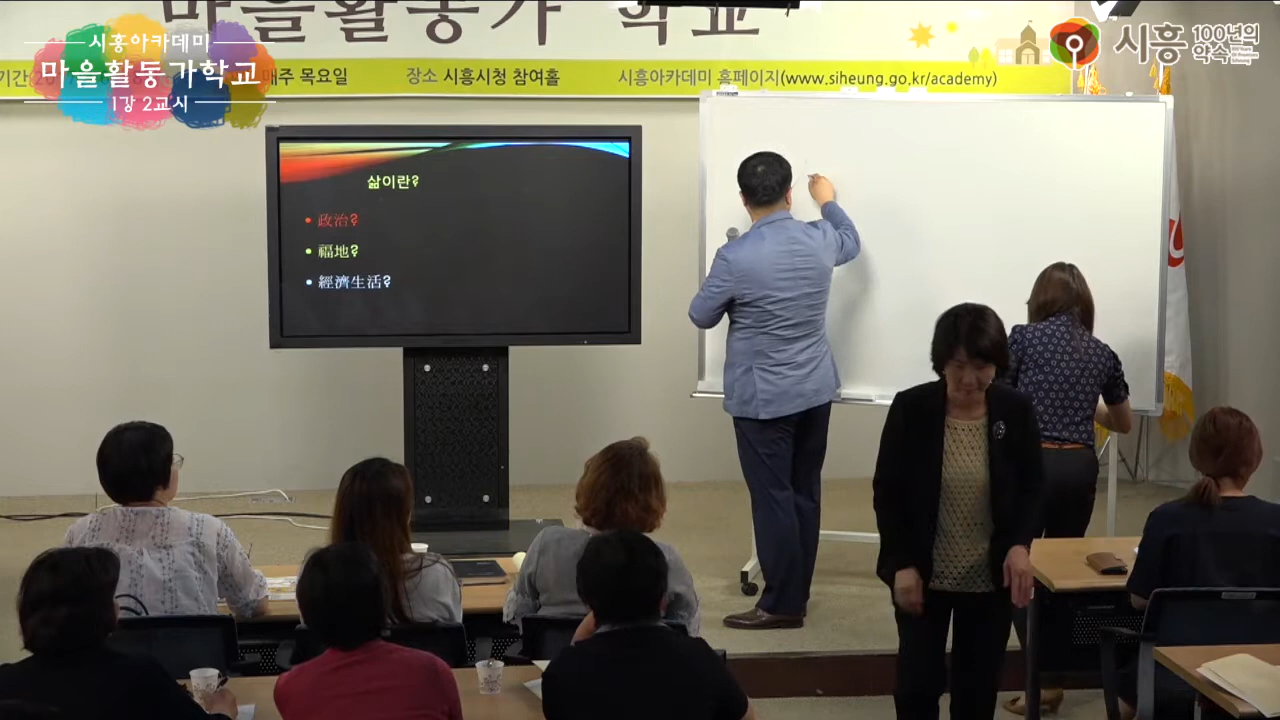 마을활동가 학교
시흥아카데미
마을활동가학교
1강 2교시
기간(20
매주 목요일
장소 시흥시청 참여홀
시흥아카데미 홈페이지(www.siheung.go.kr/academy)
시흥 100년의 약속
삶이란?
• 政治?
• 福地?
• 經濟生活?